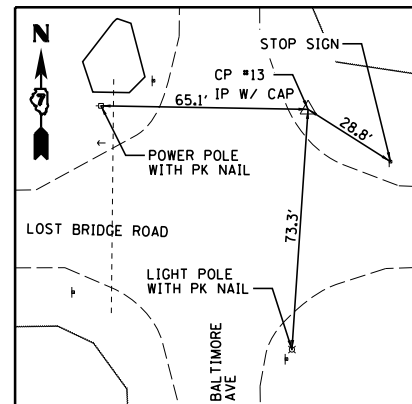 N
7
STOP SIGN
CP #13
IP W/ CAP
65.1'
28.8'
POWER POLE
WITH PK NAIL
73.3'
LOST BRIDGE ROAD
LIGHT POLE
WITH PK NAIL
BALTIMORE
AVE